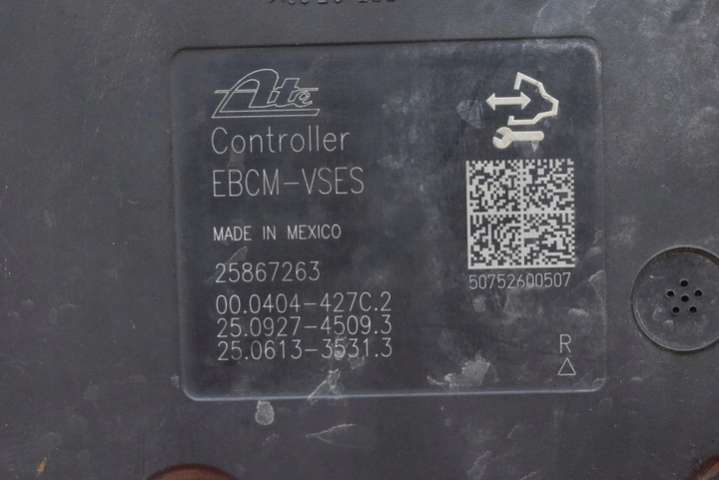 Ate
Controller
EBCM-VSES
MADE IN MEXICO
25867263
50752600507
00.0404-427C.2
25.0927-4509.3
25.0613-3531.3
R